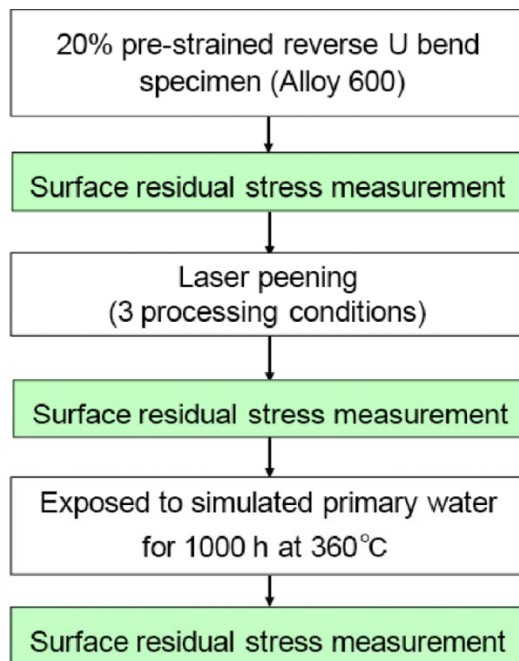 20% pre-strained reverse U bend
specimen (Alloy 600)
Surface residual stress measurement
Laser peening
(3 processing conditions)
Surface residual stress measurement
Exposed to simulated primary water
for 1000 h at 360℃
Surface residual stress measurement